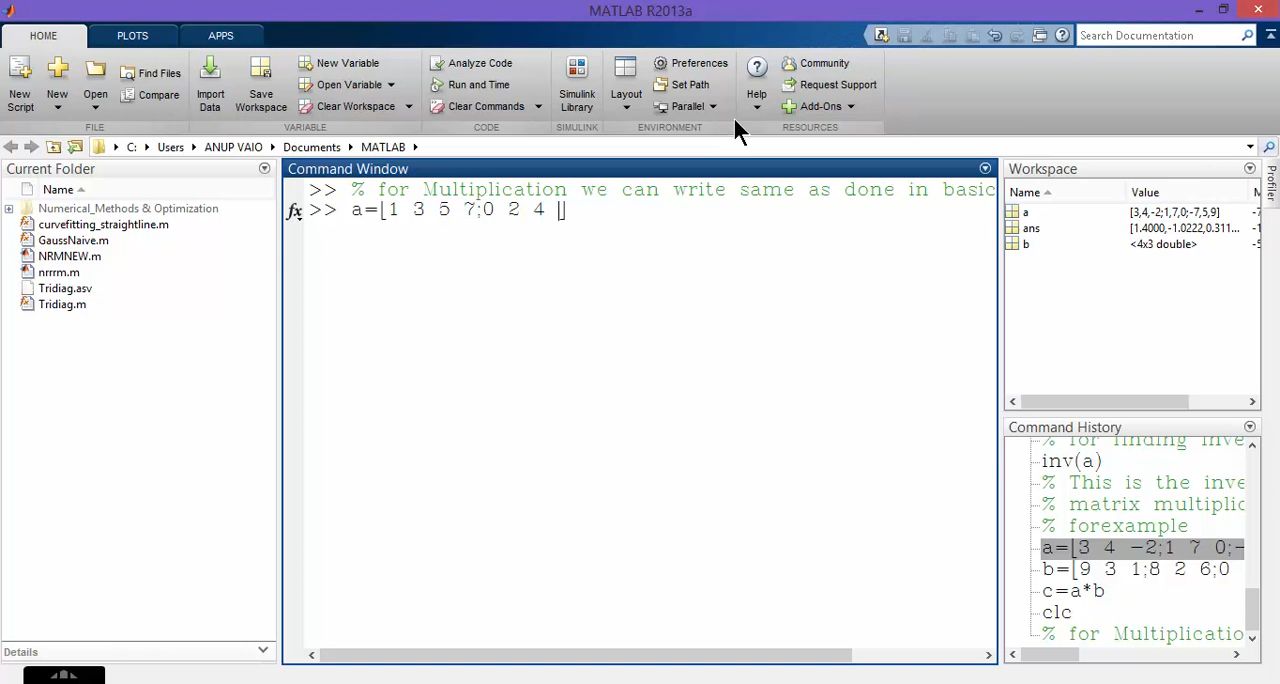 MATLAB R2013a
HOME PLOTS APPS Search Documentation
New Script New Open Find Files Compare Import Data Save Workspace New Variable Open Variable Clear Workspace Analyze Code Run and Time Clear Commands Simulink Library Layout Preferences Set Path Parallel Help Community Request Support Add-Ons
FILE VARIABLE CODE SIMULINK ENVIRONMENT RESOURCES
C: Users ANUP VAIO Documents MATLAB
Current Folder
Name
Numerical_Methods & Optimization
curvefitting_straightline.m
GaussNaive.m
NRMNEW.m
nrrrm.m
Tridiag.asv
Tridiag.m
Details
Command Window
>> % for Multiplication we can write same as done in basic
fx >> a=[1 3 5 7;0 2 4 ]
Workspace
Name Value
a [3,4,-2;1,7,0;-7,5,9]
ans [1.4000,-1.0222,0.311...
b <4x3 double>
Profiler
Command History
% for finding inve
inv(a)
% This is the inve
% matrix multiplic
% forexample
a=[3 4 -2;1 7 0;-
b=[9 3 1;8 2 6;0
c=a*b
clc
% for Multiplicatio